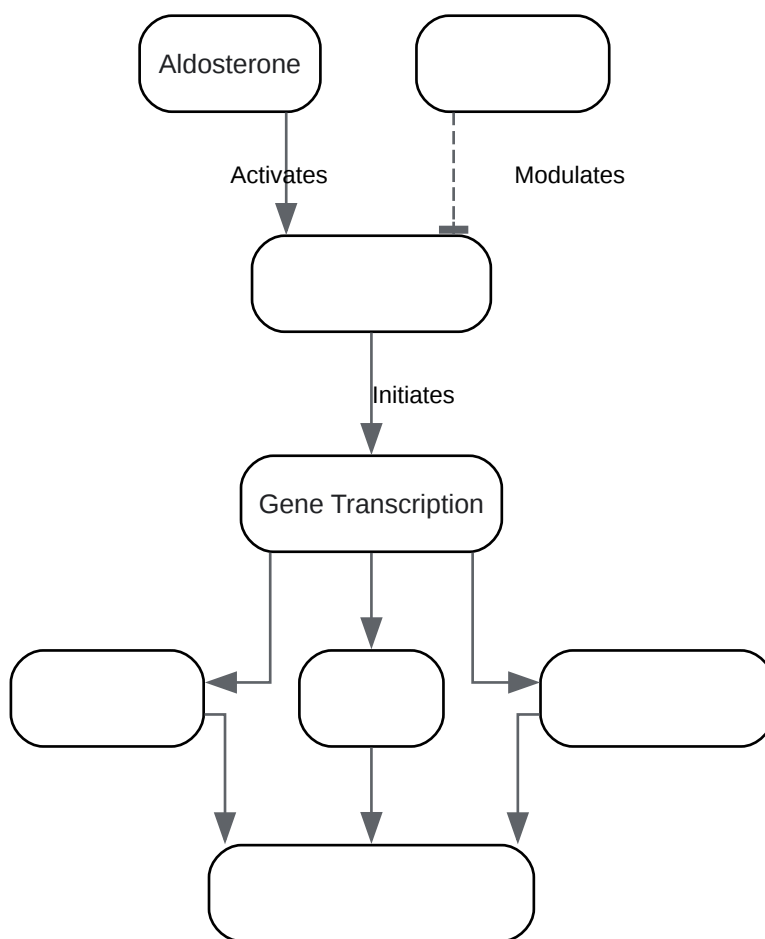 Aldosterone
Activates
Modulates
Initiates
Gene Transcription